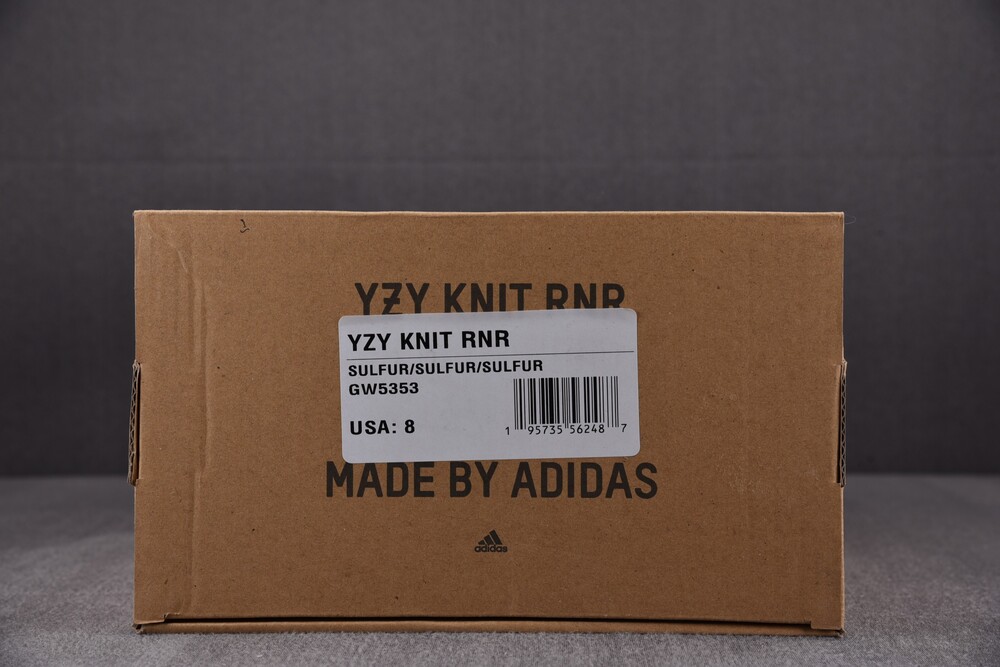 YZY KNIT RNR
YZY KNIT RNR
SULFUR/SULFUR/SULFUR
GW5353
USA: 8
1 95735 56248 7
MADE BY ADIDAS
adidas